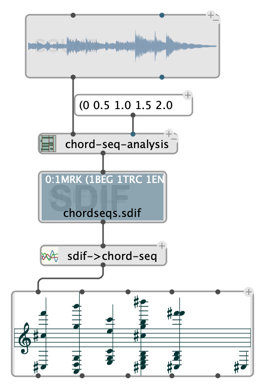 SOUND
(0 0.5 1.0 1.5 2.0
chord-seq-analysis
0:1MRK (1BEG 1TRC 1EN
SDIF
chordseqs.sdif
sdif->chord-seq